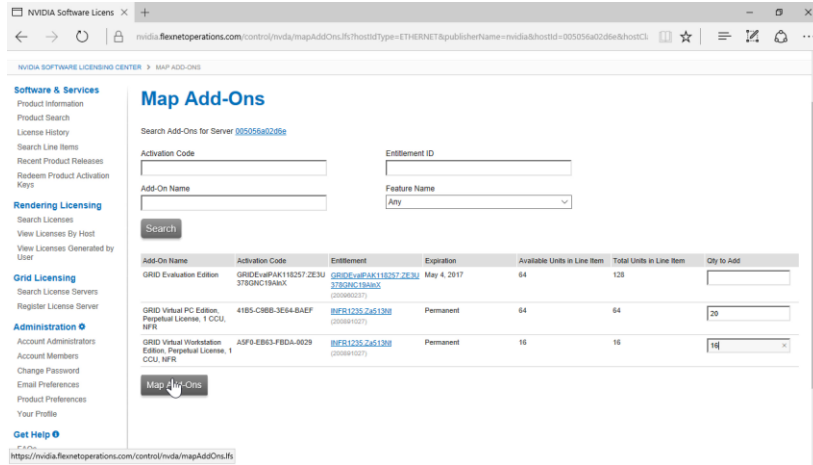 NVIDIA Software Licens
nvidia.flexnetoperations.com/control/nvda/mapAddOns.lfs?hostIdType=ETHERNET&publisherName=nvidia&hostId=005056a02d6e&hostCl
NVIDIA SOFTWARE LICENSING CENTER > MAP ADD-ONS
Software & Services
Product Information
Product Search
License History
Search Line Items
Recent Product Releases
Redeem Product Activation
Keys
Rendering Licensing
Search Licenses
View Licenses By Host
View Licenses Generated by
User
Grid Licensing
Search License Servers
Register License Server
Administration
Account Administrators
Account Members
Change Password
Email Preferences
Product Preferences
Your Profile
Get Help
FAQs
Map Add-Ons
Search Add-Ons for Server 005056a02d6e
Activation Code Entitlement ID
Add-On Name Feature Name
Any
Search
Add-On Name Activation Code Entitlement Expiration Available Units in Line Item Total Units in Line Item Qty to Add
GRID Evaluation Edition GRIDEvalPAK118257:ZE3U GRIDEvalPAK118257:ZE3U May 4, 2017 64 128
378GNC19AInX 378GNC19AInX
(200980237)
GRID Virtual PC Edition, 41B5-C9BB-3E64-BAEF INFR1235:Za513Nt Permanent 64 64 20
Perpetual License, 1 CCU, (200891027)
NFR
GRID Virtual Workstation A5F0-EB63-FBDA-0029 INFR1235:Za513Nt Permanent 16 16 16
Edition, Perpetual License, 1 (200891027)
CCU, NFR
Map Add-Ons
https://nvidia.flexnetoperations.com/control/nvda/mapAddOns.lfs